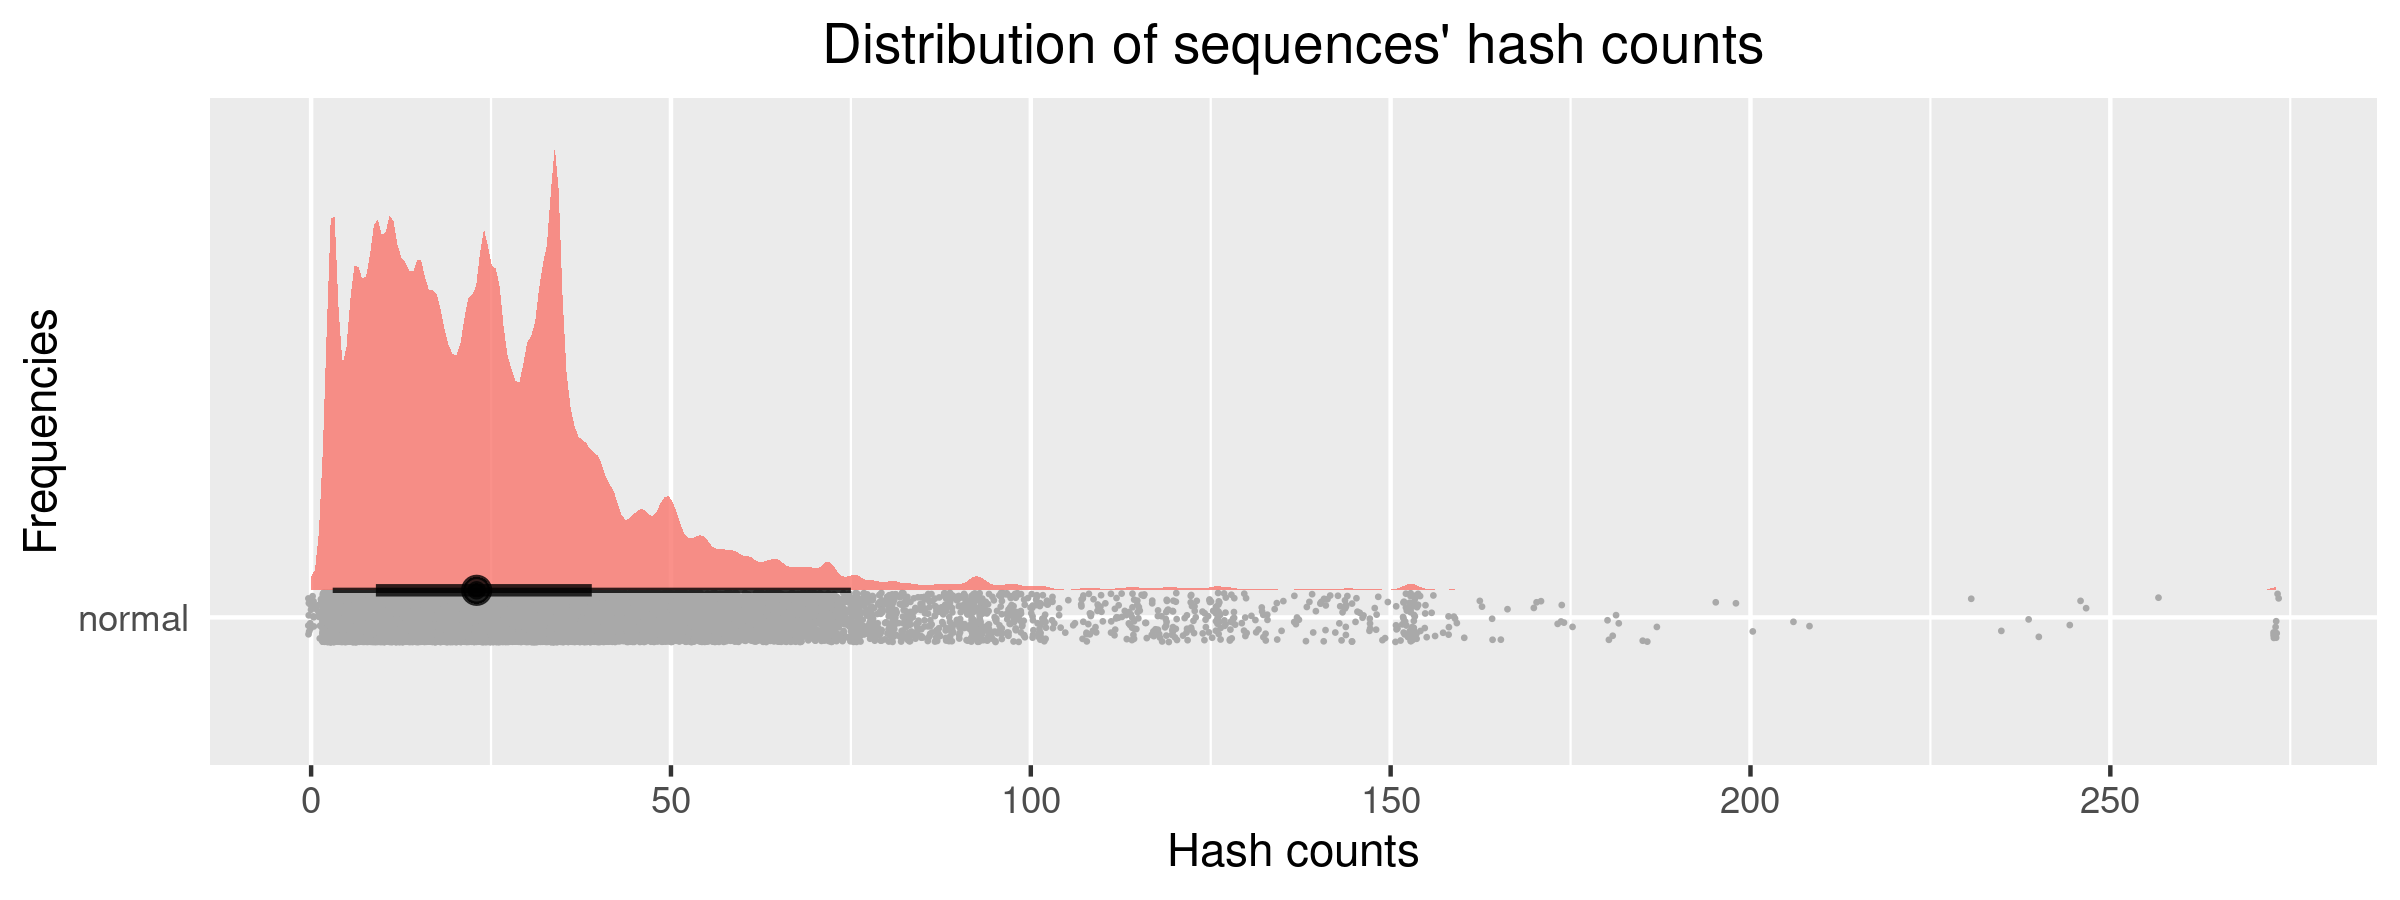 Distribution of sequences' hash counts
Frequencies
normal
0 50 100 150 200 250
Hash counts